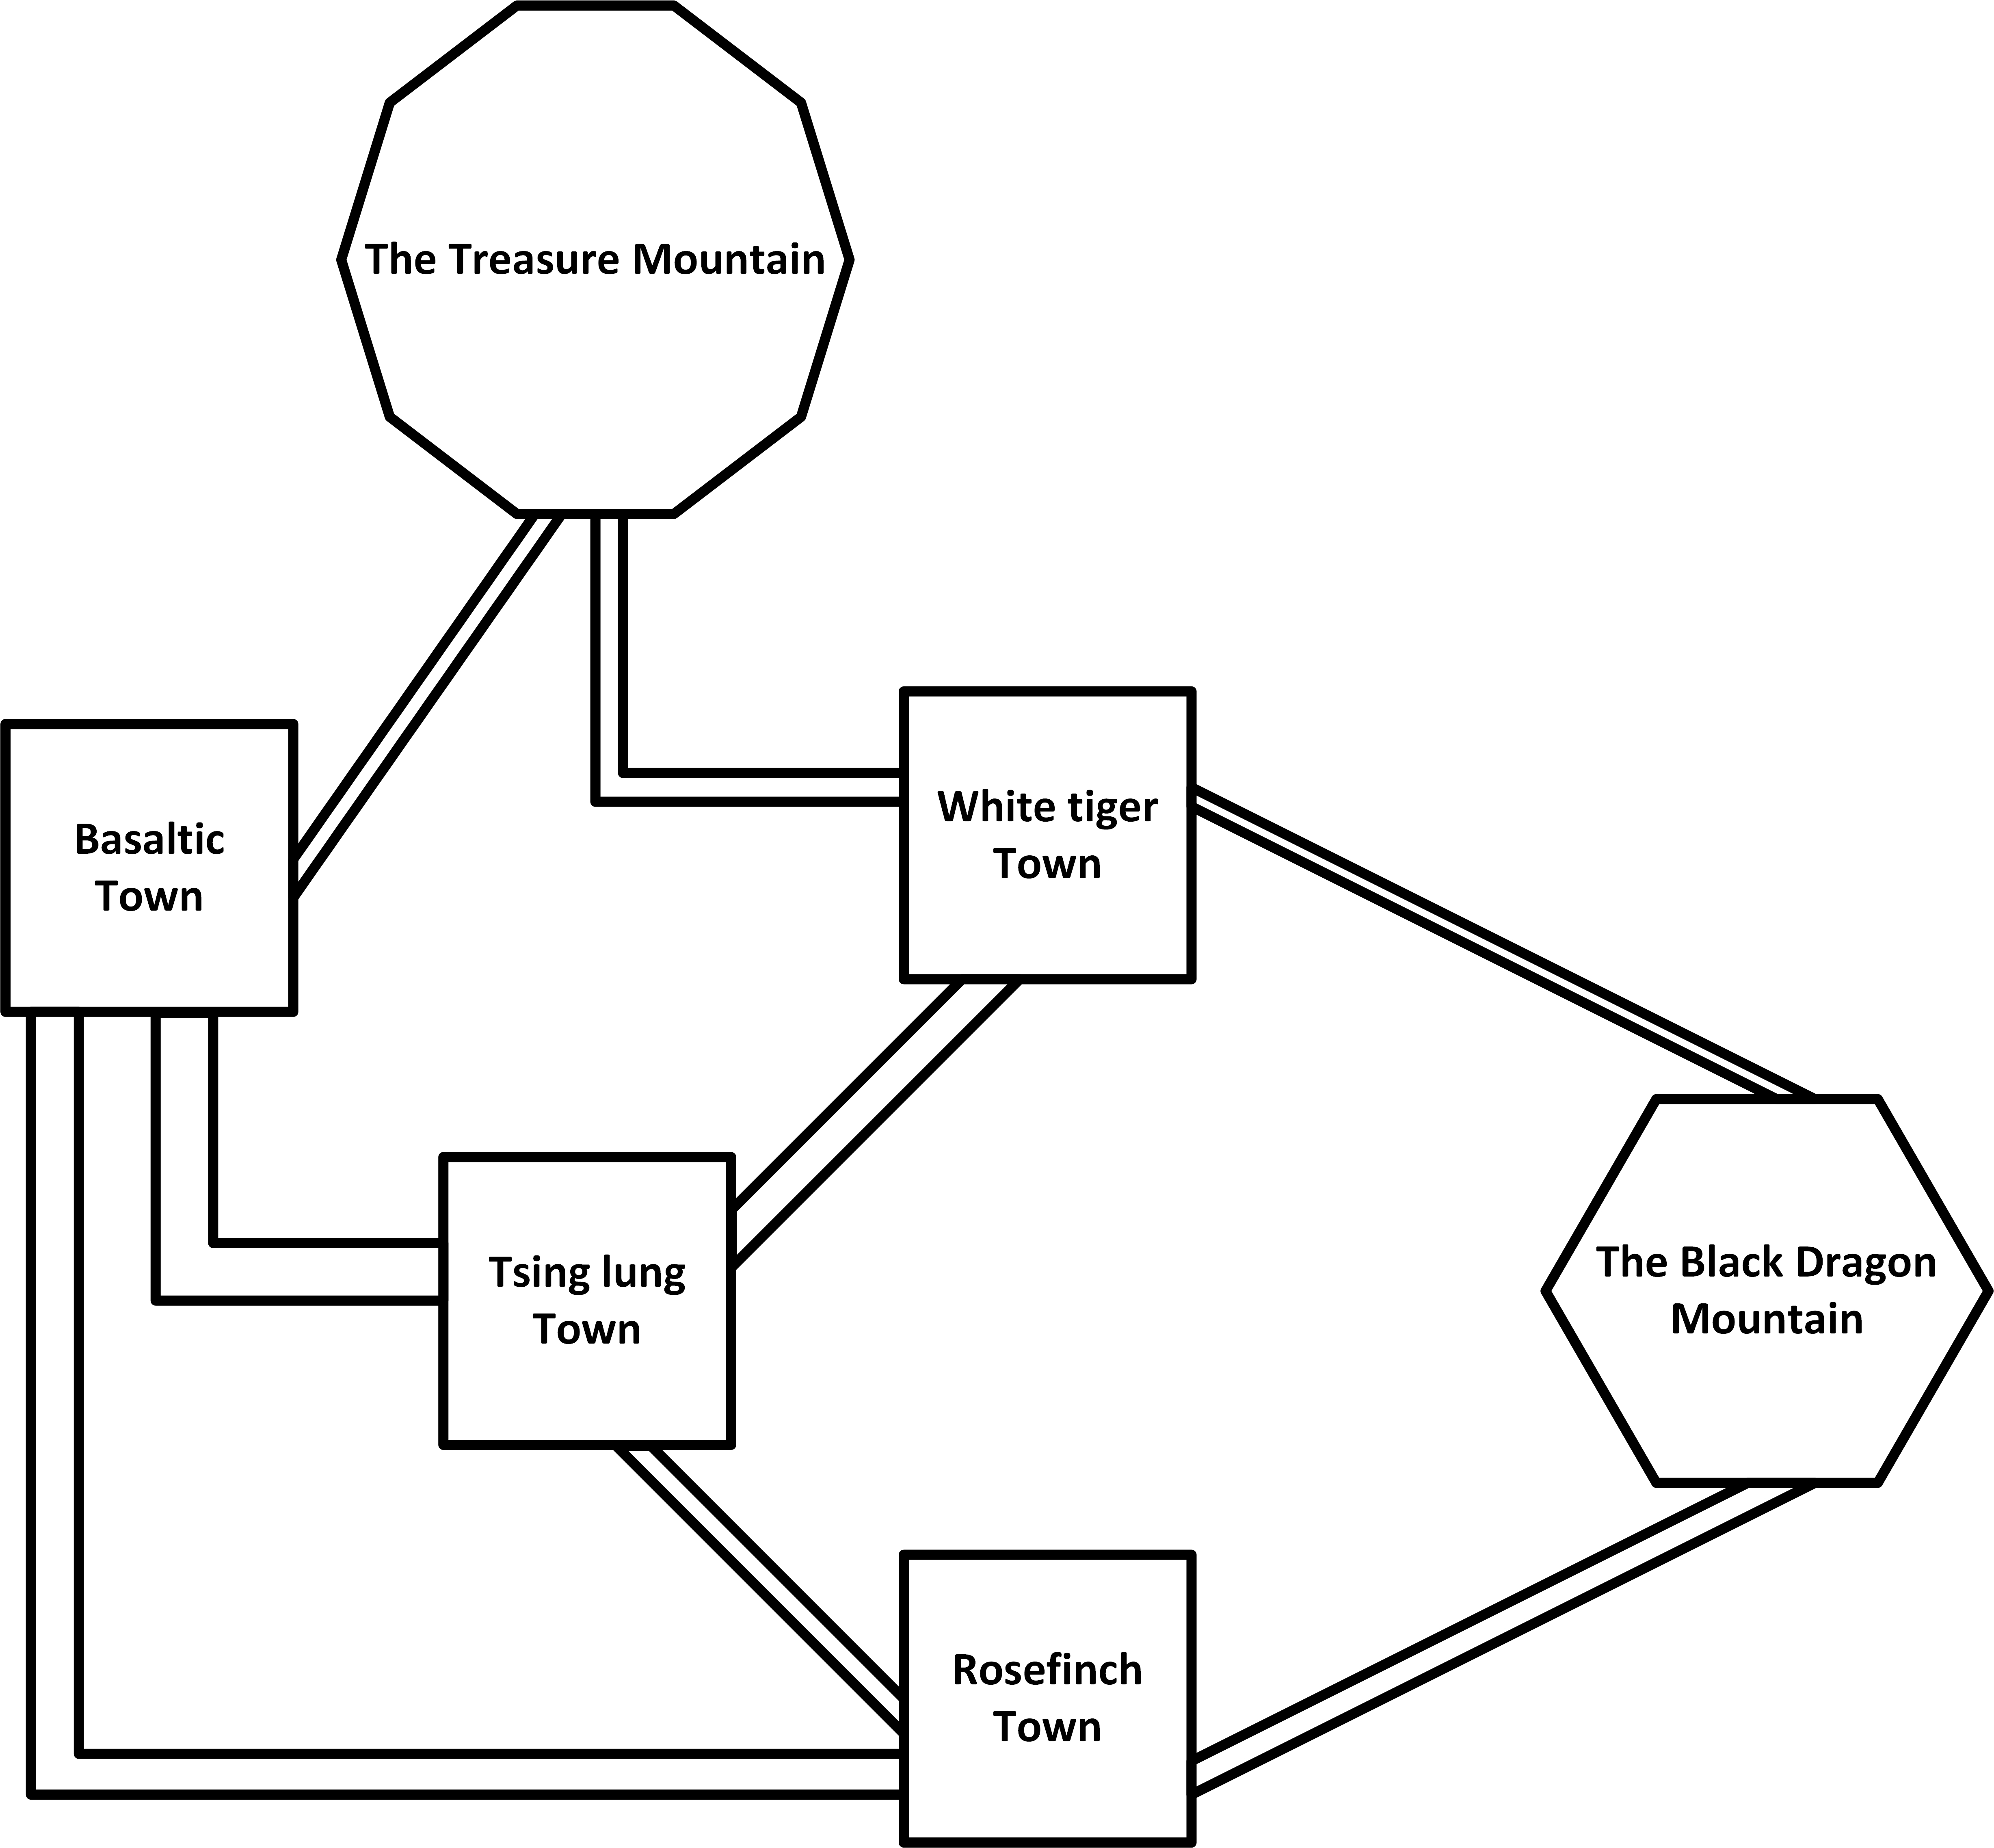 The Treasure Mountain
White tiger
Town
Basaltic
Town
Tsing lung
Town
The Black Dragon
Mountain
Rosefinch
Town